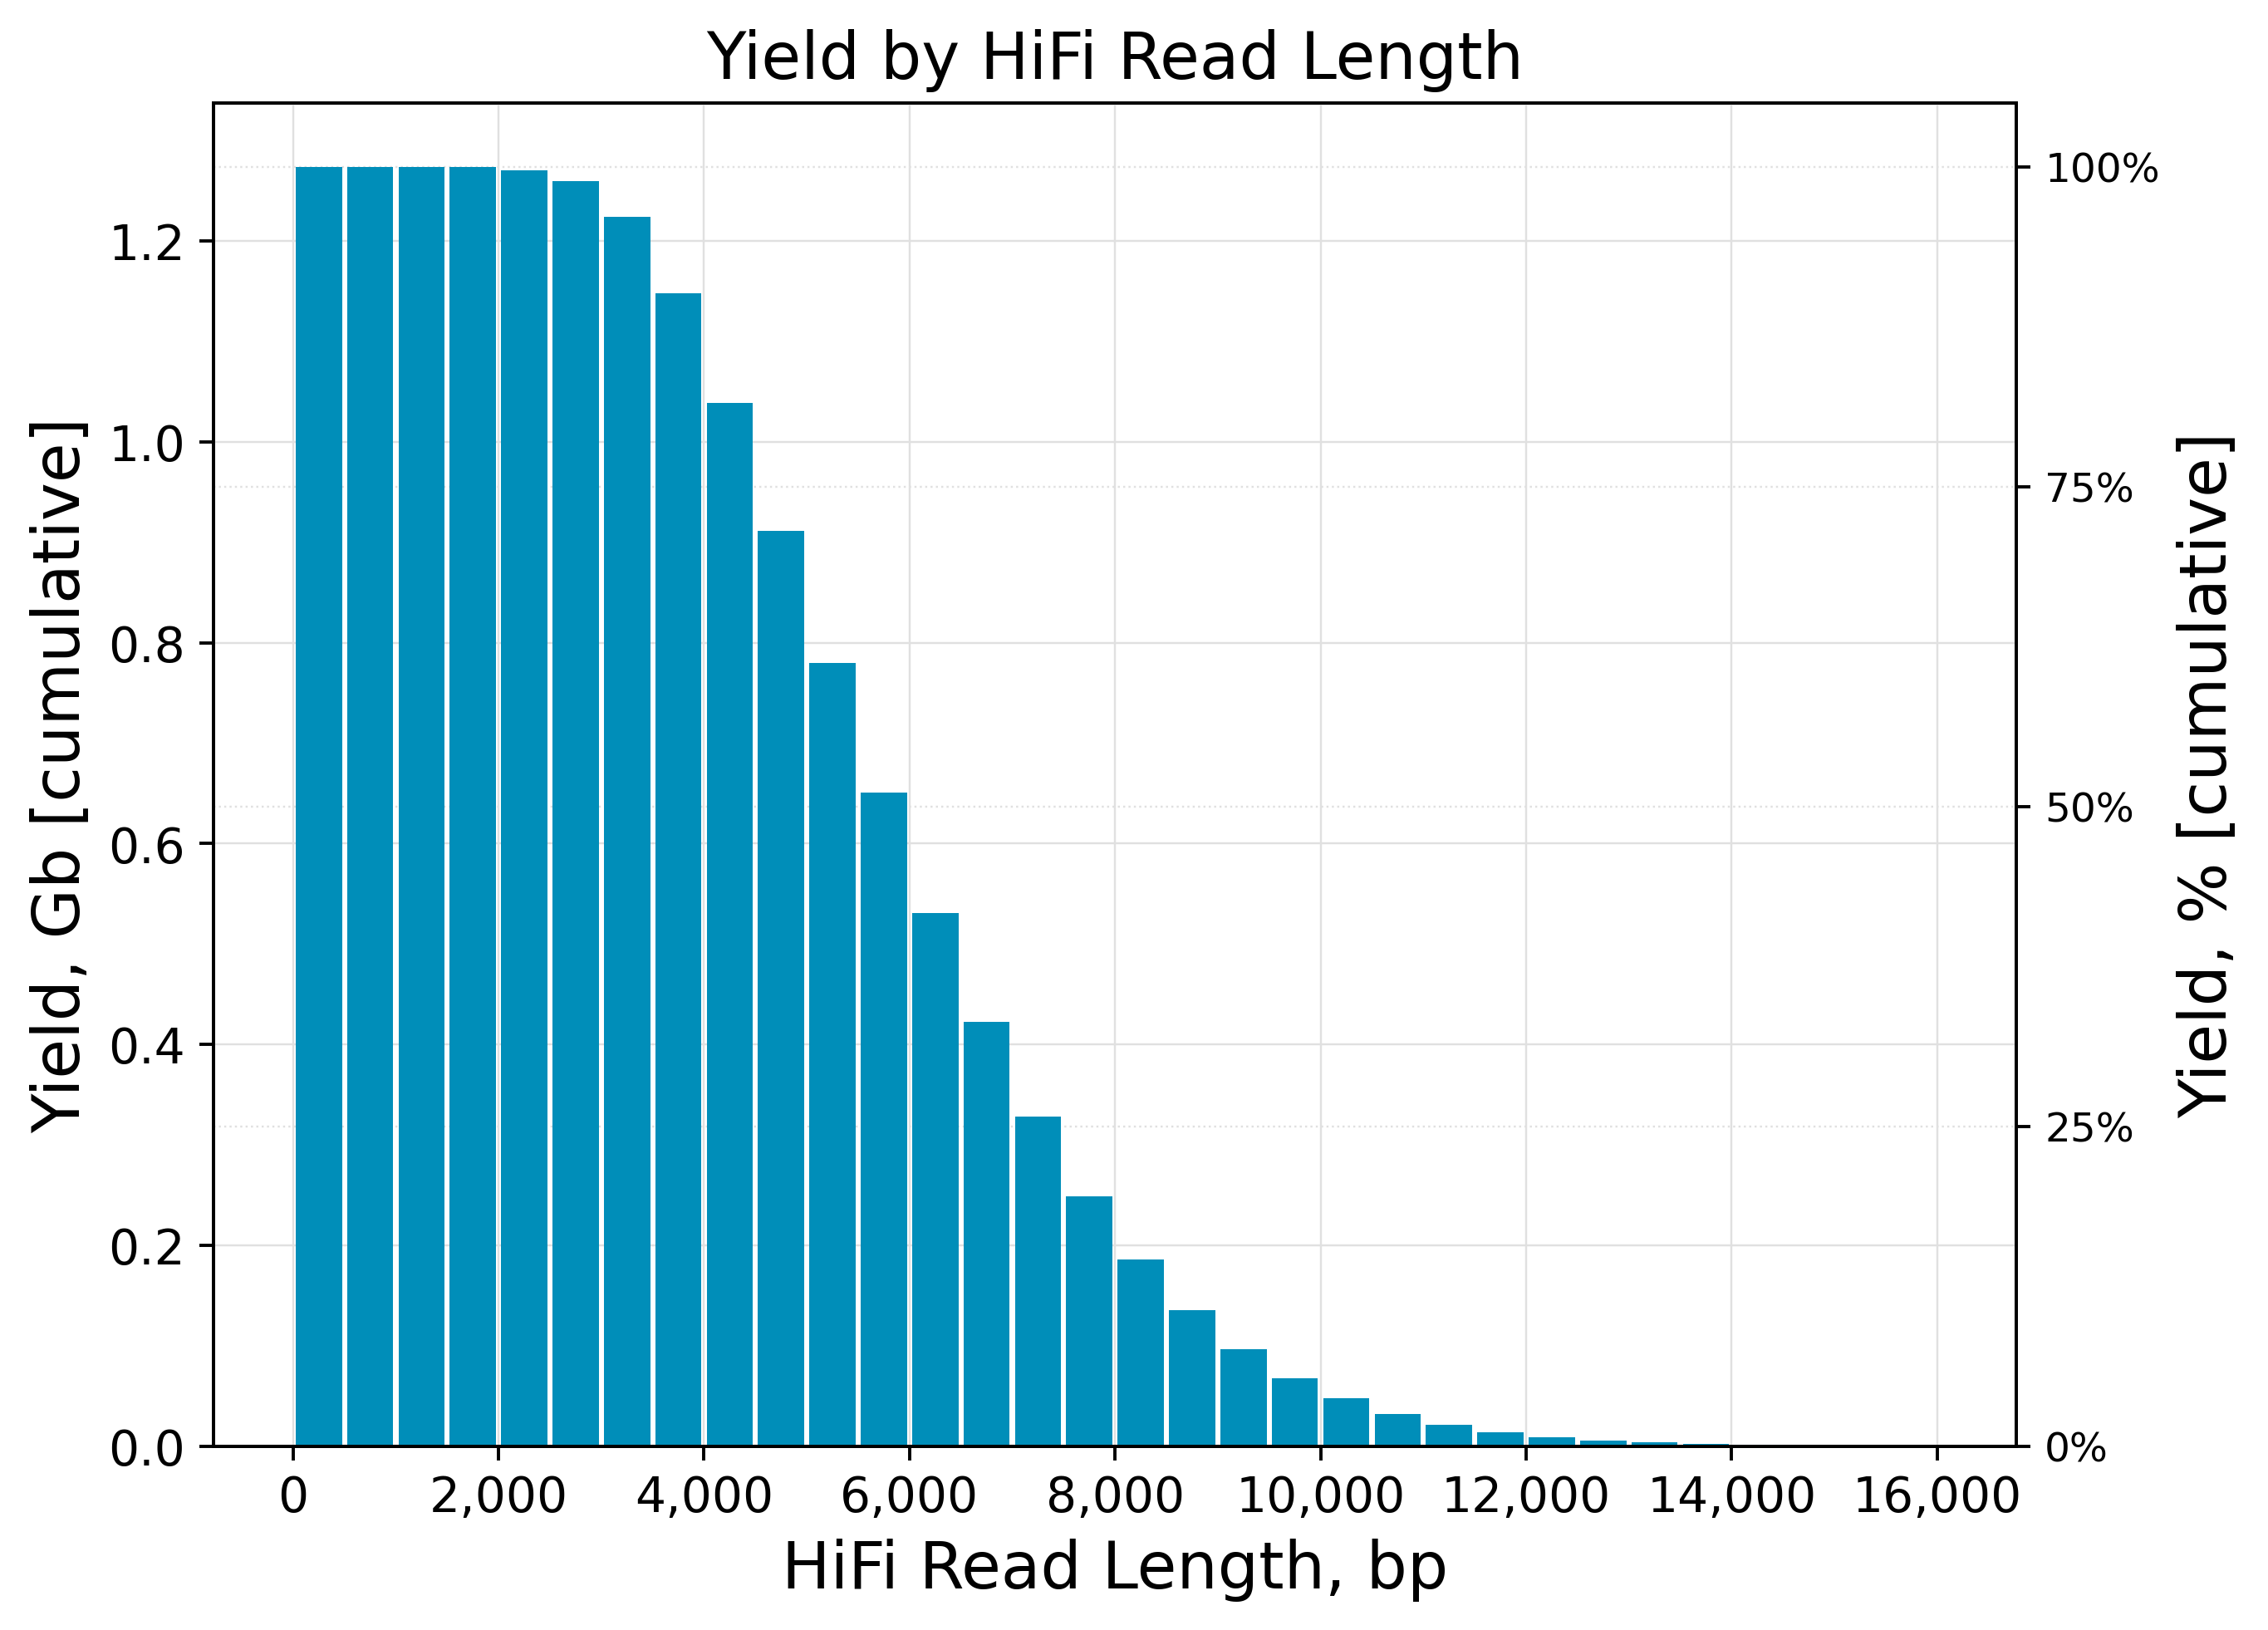 Yield by HiFi Read Length
Yield, Gb [cumulative]
1.2
1.0
0.8
0.6
0.4
0.2
0.0
100%
75%
50%
25%
0%
Yield, % [cumulative]
0 2,000 4,000 6,000 8,000 10,000 12,000 14,000 16,000
HiFi Read Length, bp